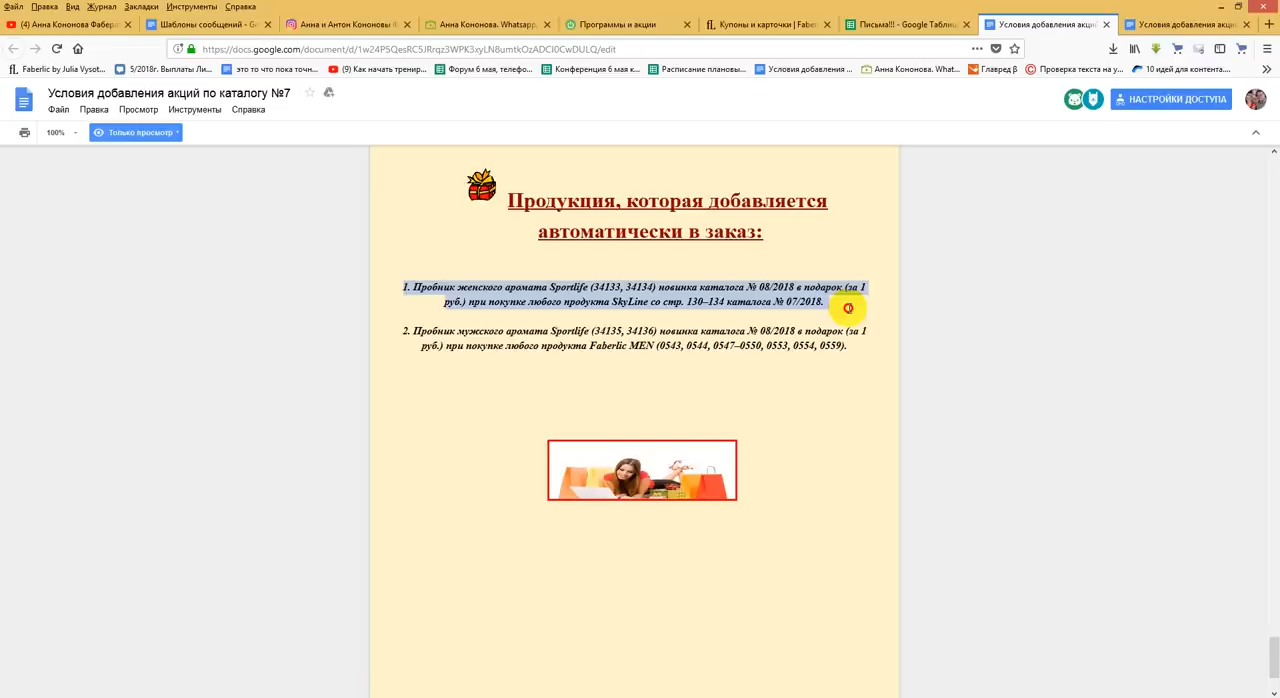 Файл Правка Вид Журнал Закладки Инструменты Справка
(4) Анна Кононова Фабер
Шаблоны сообщений - Go
Анна и Антон Кононовы
Анна Кононова. Whatsapp.
Программы и акции
Купоны и карточки | Faber
Письма!!! - Google Таблиц
Условия добавления акци
Условия добавления акци
https://docs.google.com/document/d/1w24PSQesRC5JRrqz3WPK3xyLN8umtkOzADCI0CwDULQ/edit
Faberlic by Julia Vysot...
5/2018г. Выплаты Ли...
это то что пока точн...
(9) Как начать тренир...
Форум 6 мая, телефо...
Конференция 6 мая к...
Расписание плановы...
Условия добавления ...
Анна Кононова. What...
Главред β
Проверка текста на у...
10 идей для контента....
Условия добавления акций по каталогу №7
Файл Правка Просмотр Инструменты Справка
НАСТРОЙКИ ДОСТУПА
100%
Только просмотр
Продукция, которая добавляется
автоматически в заказ:
1. Пробник женского аромата Sportlife (34133, 34134) новинка каталога № 08/2018 в подарок (за 1
руб.) при покупке любого продукта SkyLine со стр. 130–134 каталога № 07/2018.
2. Пробник мужского аромата Sportlife (34135, 34136) новинка каталога № 08/2018 в подарок (за 1
руб.) при покупке любого продукта Faberlic MEN (0543, 0544, 0547–0550, 0553, 0554, 0559).